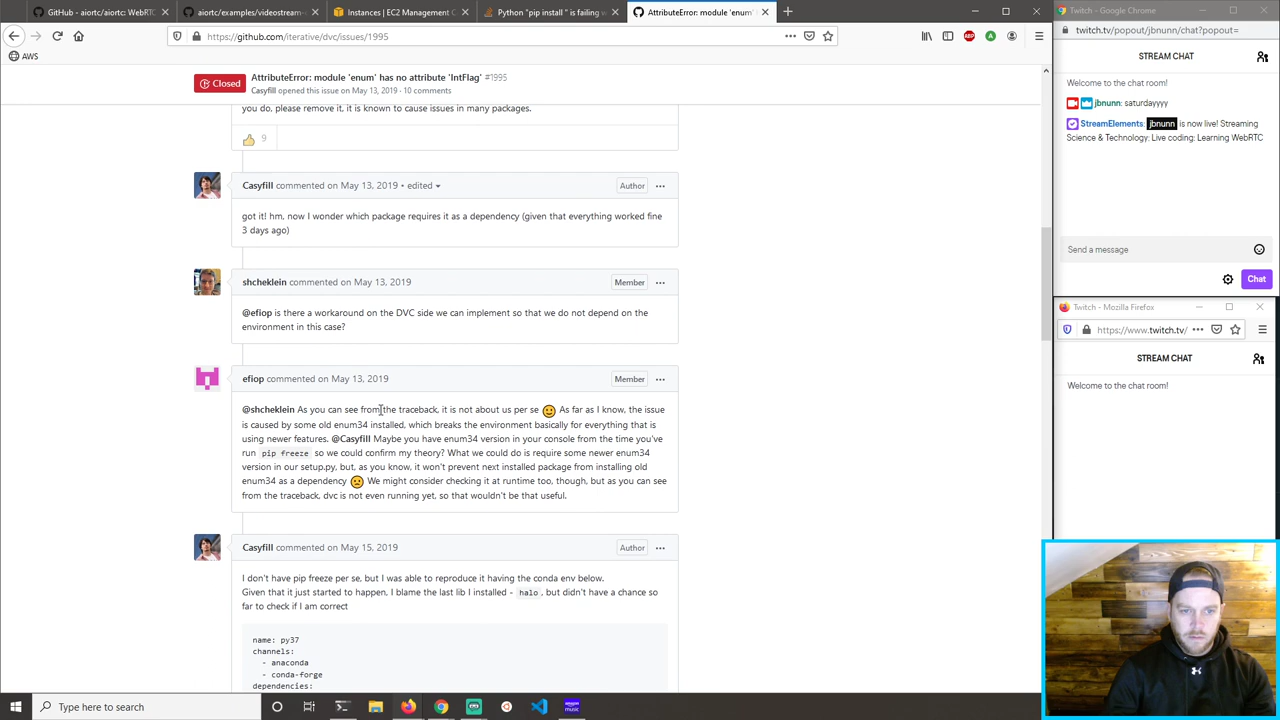 GitHub - aiortc/aiortc: WebRTC
aiortc/examples/videostream-
Instances | EC2 Management C
Python "pip install " is failing w
AttributeError: module 'enum'
https://github.com/iterative/dvc/issues/1995
AWS
Closed
AttributeError: module 'enum' has no attribute 'IntFlag' #1995
Casyfill opened this issue on May 13, 2019 · 10 comments
you do, please remove it, it is known to cause issues in many packages.
9
Casyfill commented on May 13, 2019 • edited
Author
got it! hm, now I wonder which package requires it as a dependency (given that everything worked fine
3 days ago)
shcheklein commented on May 13, 2019
Member
@efiop is there a workaround on the DVC side we can implement so that we do not depend on the
environment in this case?
efiop commented on May 13, 2019
Member
@shcheklein As you can see from the traceback, it is not about us per se 🙂 As far as I know, the issue
is caused by some old enum34 installed, which breaks the environment basically for everything that is
using newer features. @Casyfill Maybe you have enum34 version in your console from the time you've
run pip freeze so we could confirm my theory? What we could do is require some newer enum34
version in our setup.py, but, as you know, it won't prevent next installed package from installing old
enum34 as a dependency 🙁 We might consider checking it at runtime too, though, but as you can see
from the traceback, dvc is not even running yet, so that wouldn't be that useful.
Casyfill commented on May 15, 2019
Author
I don't have pip freeze per se, but I was able to reproduce it having the conda env below.
Given that it just started to happen, I blame the last lib I installed - halo, but didn't have a chance so
far to check if I am correct
name: py37
channels:
- anaconda
- conda-forge
dependencies:
Type here to search
Twitch - Google Chrome
twitch.tv/popout/jbnunn/chat?popout=
STREAM CHAT
Welcome to the chat room!
jbnunn: saturdayyyy
StreamElements: jbnunn is now live! Streaming
Science & Technology: Live coding: Learning WebRTC
Send a message
Chat
Twitch - Mozilla Firefox
https://www.twitch.tv/
STREAM CHAT
Welcome to the chat room!